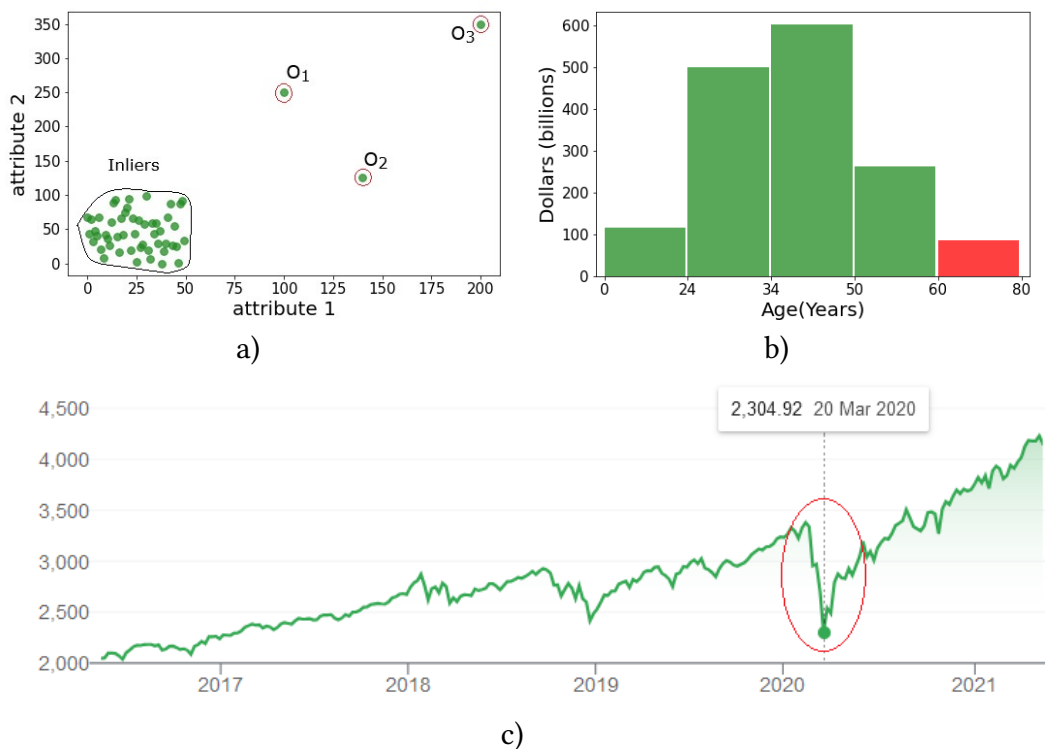 350
300
250
200
150
100
50
0
attribute 2
O3
O1
O2
Inliers
0 25 50 75 100 125 150 175 200
attribute 1
a)
600
500
400
300
200
100
0
Dollars (billions)
0 24 34 50 60 80
Age(Years)
b)
2,304.92 20 Mar 2020
4,500
4,000
3,500
3,000
2,500
2,000
2017 2018 2019 2020 2021
c)